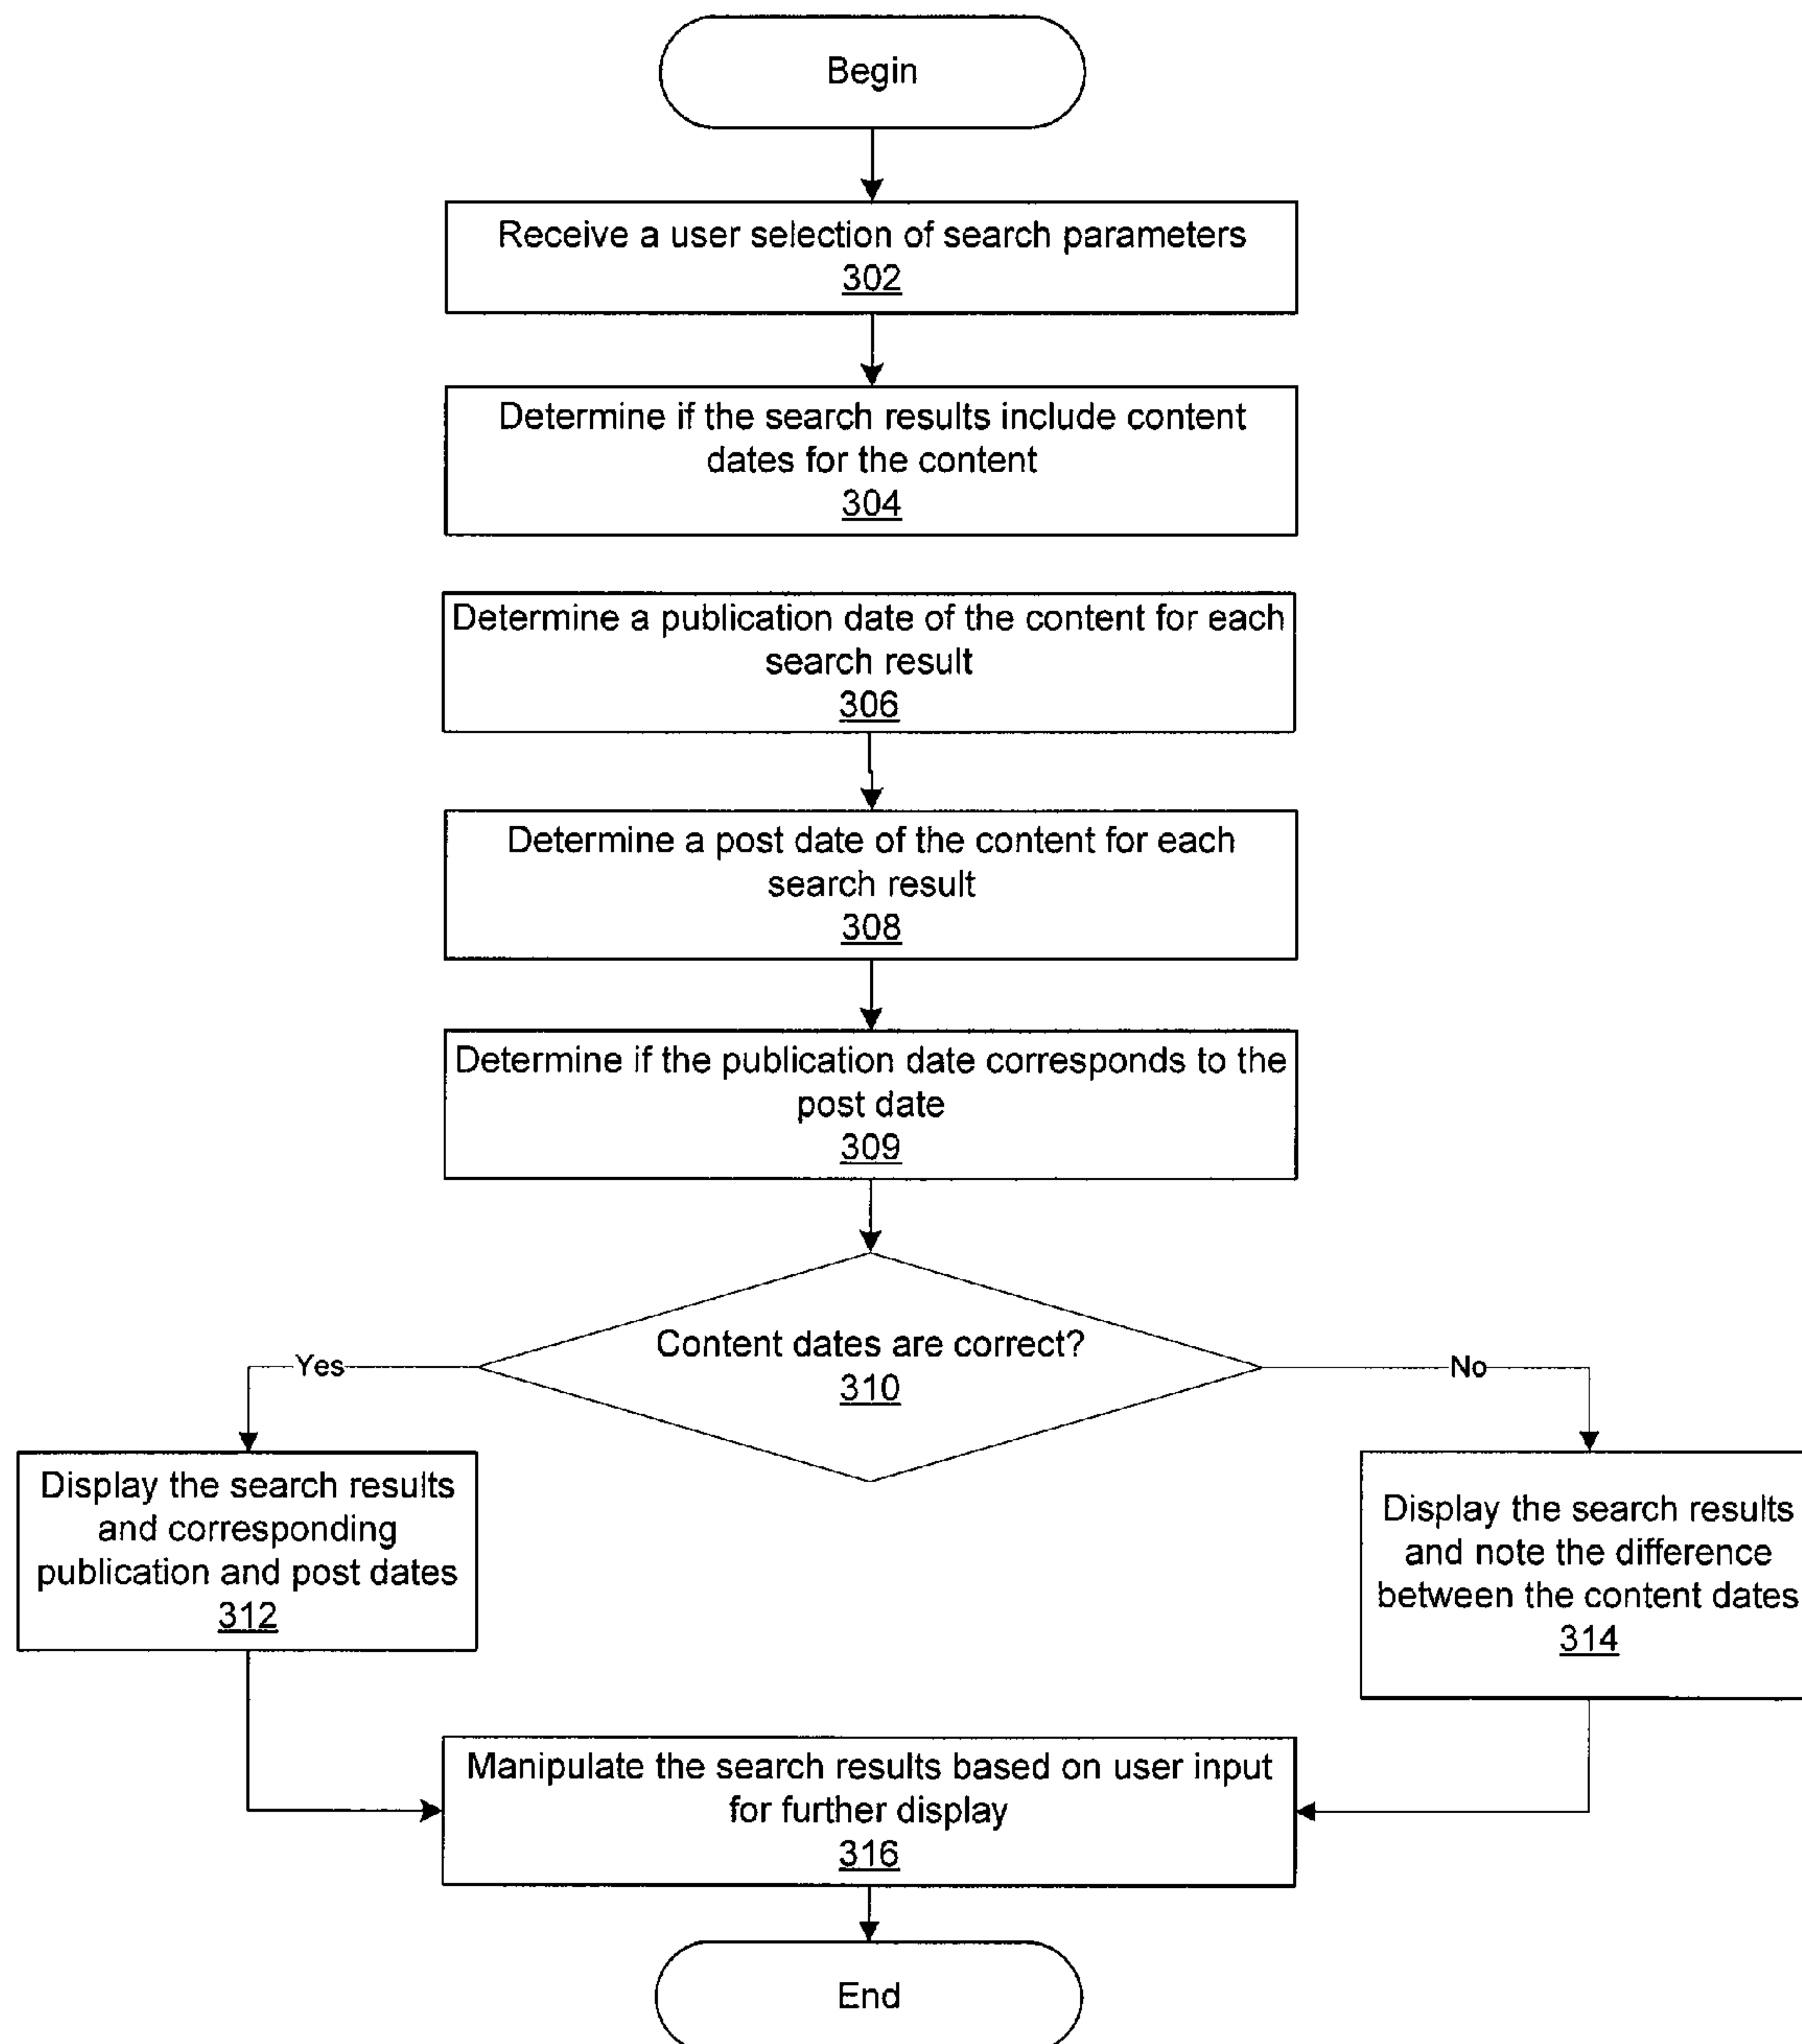 Begin
Receive a user selection of search parameters
302
Determine if the search results include content
dates for the content
304
Determine a publication date of the content for each
search result
306
Determine a post date of the content for each
search result
308
Determine if the publication date corresponds to the
post date
309
Content dates are correct?
310
Yes
No
Display the search results
and corresponding
publication and post dates
312
Display the search results
and note the difference
between the content dates
314
Manipulate the search results based on user input
for further display
316
End